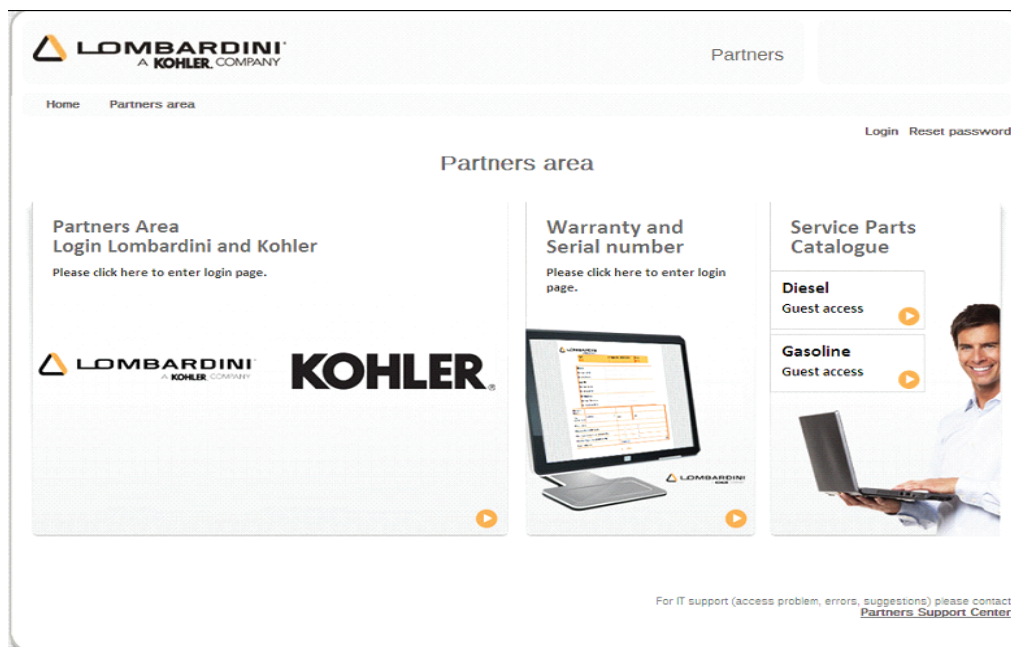 LOMBARDINI
A KOHLER COMPANY
Partners
Home Partners area
Login Reset password
Partners area
Partners Area
Login Lombardini and Kohler
Please click here to enter login page.
LOMBARDINI
A KOHLER COMPANY
KOHLER®
Warranty and
Serial number
Please click here to enter login
page.
LOMBARDINI
LOMBARDINI
KOHLER
Service Parts
Catalogue
Diesel
Guest access
Gasoline
Guest access
For IT support (access problem, errors, suggestions) please contact
Partners Support Center